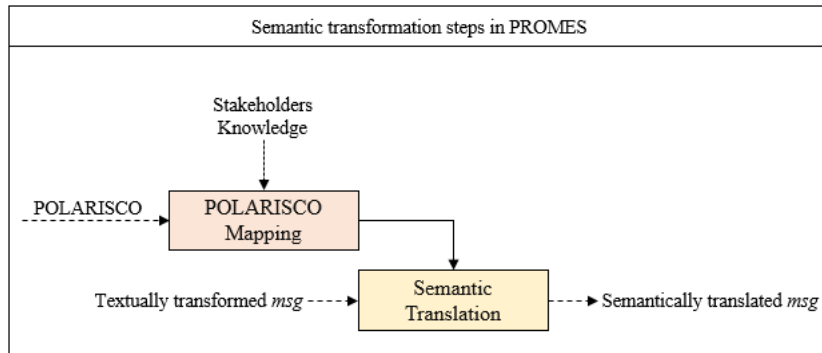 Semantic transformation steps in PROMES
Stakeholders
Knowledge
POLARISCO
POLARISCO
Mapping
Textually transformed msg
Semantic
Translation
Semantically translated msg